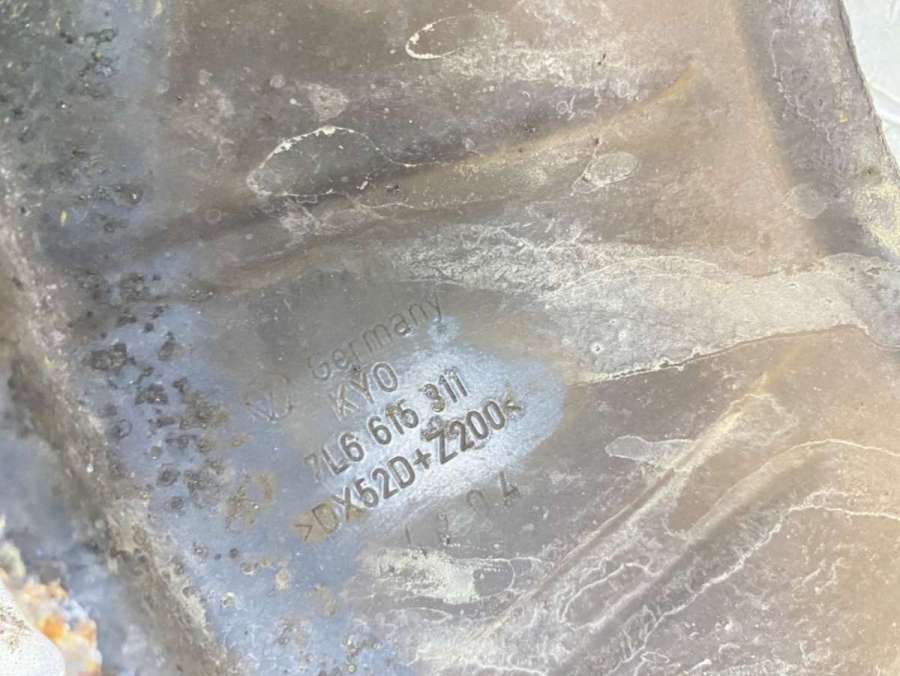 Germany
KYO
7L6 615 311
>DX52D+Z200<